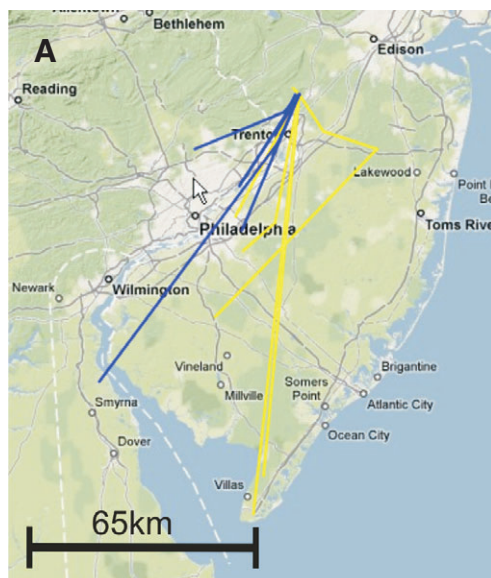 A
Bethlehem
Edison
Reading
Trenton
Lakewood
Point
Philadelphia
Toms Rive
Newark
Wilmington
Vineland
Millville
Somers
Point
Brigantine
Atlantic City
Ocean City
Smyrna
Dover
Villas
65km